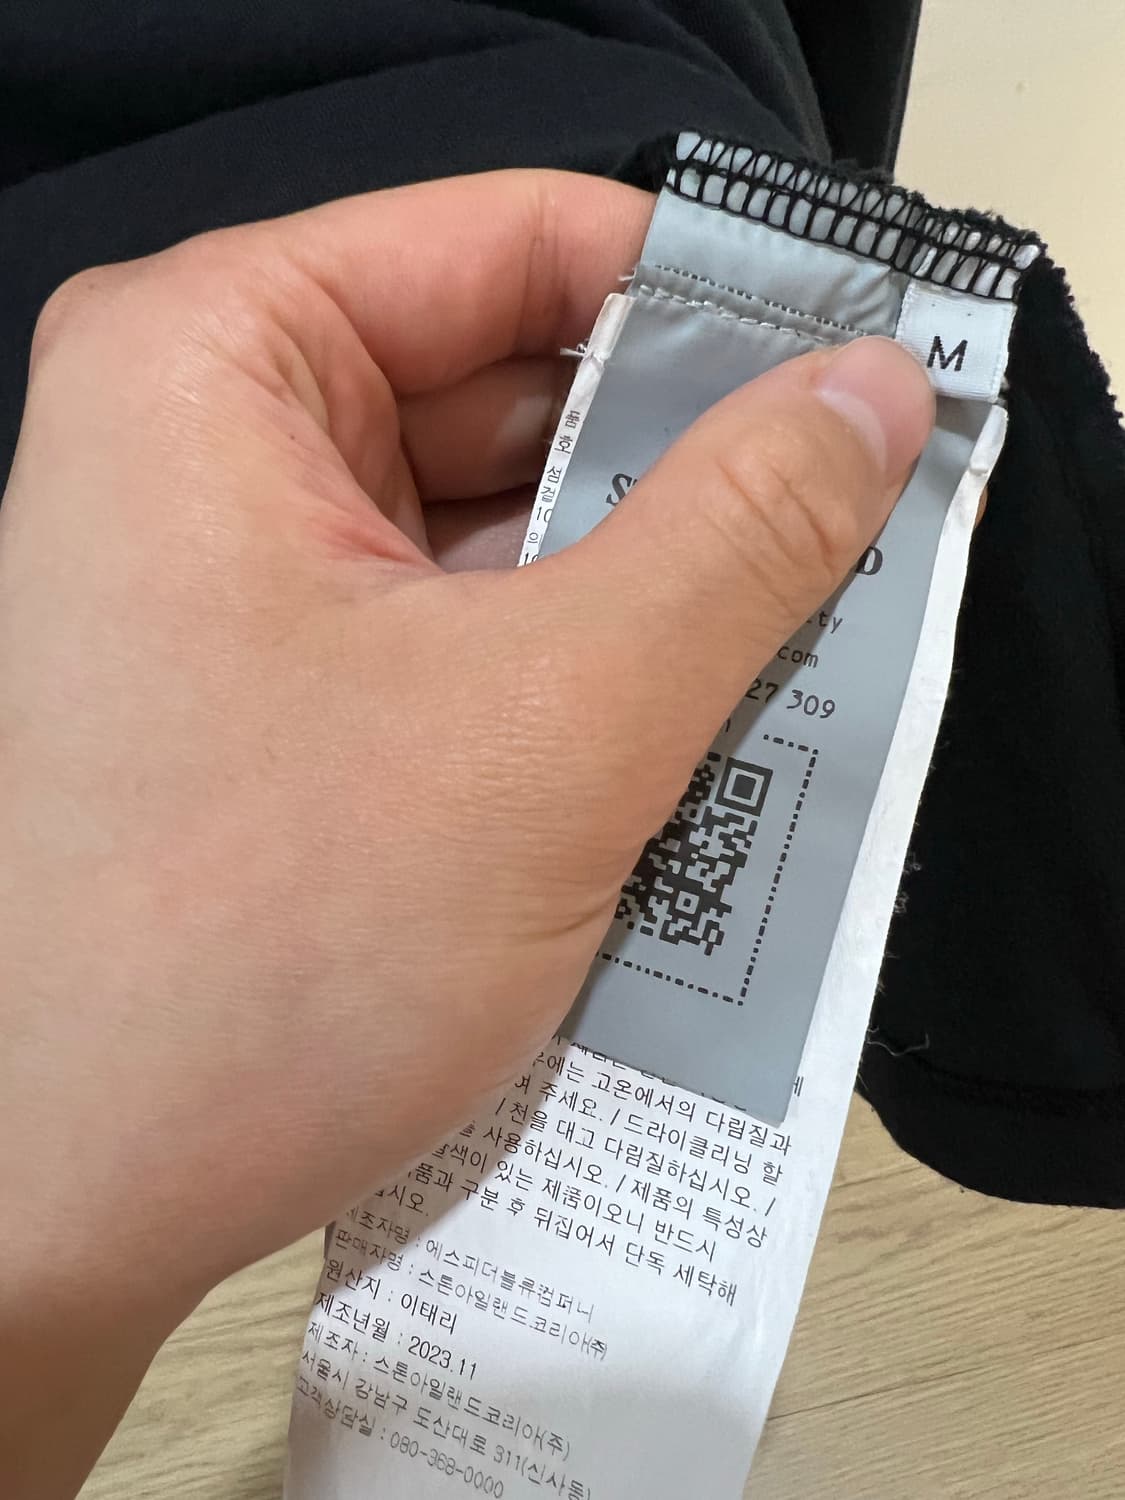 M
D
ty
com
27 309
에는 고온에서의 다림질과
여 주세요. / 드라이클리닝 할
/ 천을 대고 다림질하십시오. /
사용하십시오. / 제품의 특성상
이 있는 제품이오니 반드시
품과 구분 후 뒤집어서 단독 세탁해
십시오.
제조자명 : 에스피더블류컴퍼니
판매자명 : 스톤아일랜드코리아(주)
원산지 : 이태리
제조년월 : 2023.11
제조자 : 스톤아일랜드코리아(주)
서울시 강남구 도산대로 311(신사동)
고객상담실 : 080-368-0000